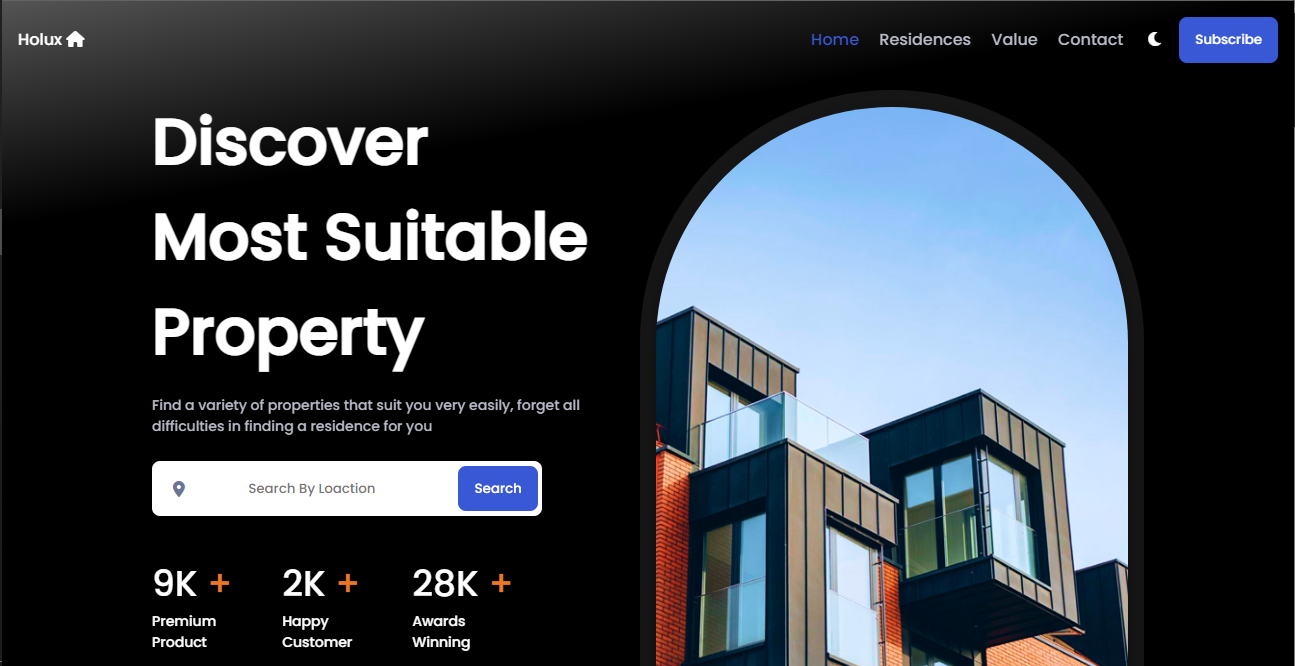 Holux
Home Residences Value Contact Subscribe
Discover
Most Suitable
Property
Find a variety of properties that suit you very easily, forget all
difficulties in finding a residence for you
Search By Loaction Search
9K + 2K + 28K +
Premium Happy Awards
Product Customer Winning